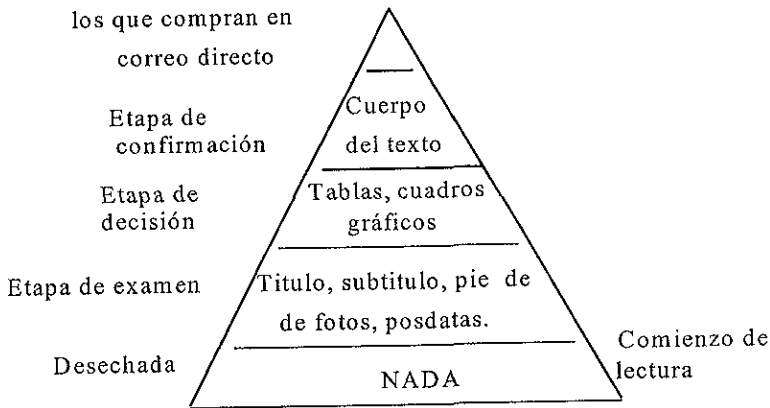 los que compran en
correo directo
Etapa de
confirmación
Cuerpo
del texto
Etapa de
decisión
Tablas, cuadros
gráficos
Etapa de examen
Titulo, subtitulo, pie de
de fotos, posdatas.
Desechada
NADA
Comienzo de
lectura